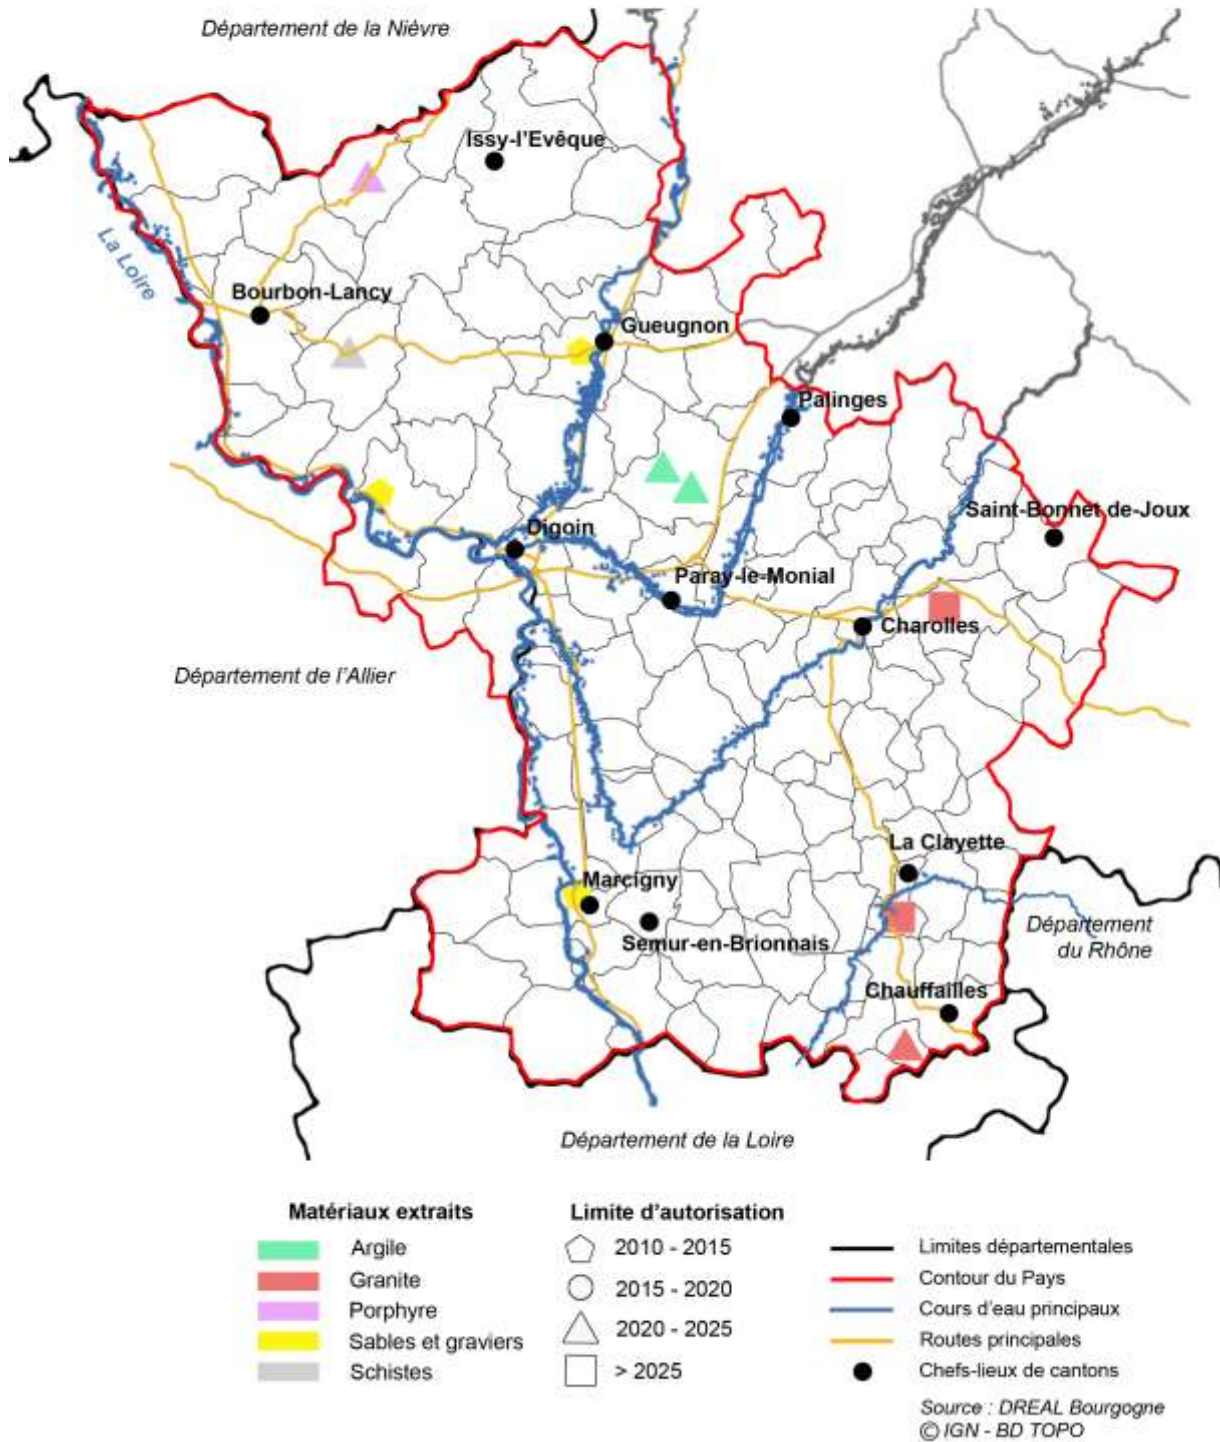 Département de la Nièvre
Issy-l'Evêque
La Loire
Bourbon-Lancy
Gueugnon
Palinges
Saint-Bonnet de-Joux
Digoin
Paray-le-Monial
Charolles
Département de l'Allier
La Clayette
Marcigny
Semur-en-Brionnais
Département
du Rhône
Chauffailles
Département de la Loire
Matériaux extraits
Argile
Granite
Porphyre
Sables et graviers
Schistes
Limite d'autorisation
2010 - 2015
2015 - 2020
2020 - 2025
> 2025
Limites départementales
Contour du Pays
Cours d'eau principaux
Routes principales
Chefs-lieux de cantons
Source : DREAL Bourgogne
© IGN - BD TOPO